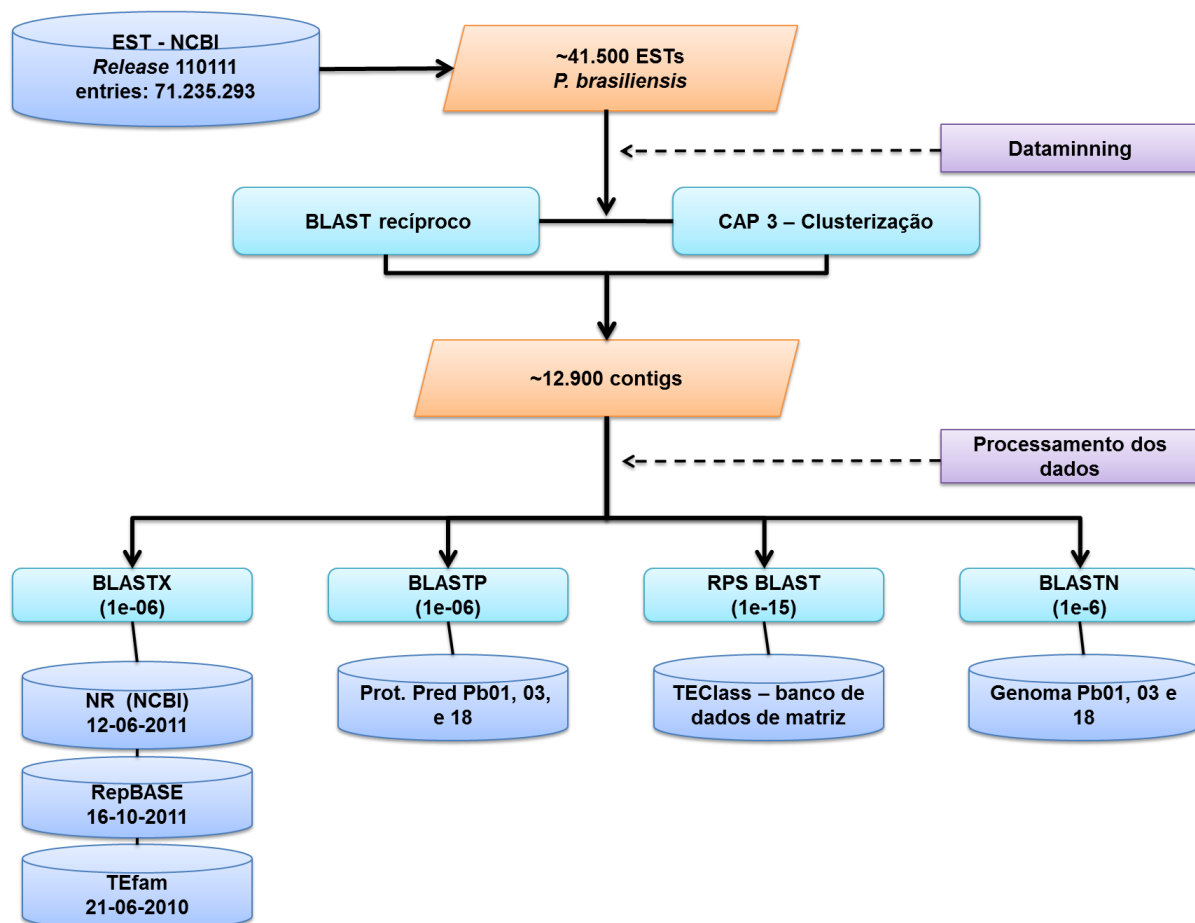 EST - NCBI
Release 110111
entries: 71.235.293
~41.500 ESTs
P. brasiliensis
Dataminning
BLAST recíproco
CAP 3 – Clusterização
~12.900 contigs
Processamento dos
dados
BLASTX
(1e-06)
BLASTP
(1e-06)
RPS BLAST
(1e-15)
BLASTN
(1e-6)
NR (NCBI)
12-06-2011
Prot. Pred Pb01, 03,
e 18
TEClass – banco de
dados de matriz
Genoma Pb01, 03 e
18
RepBASE
16-10-2011
TEfam
21-06-2010